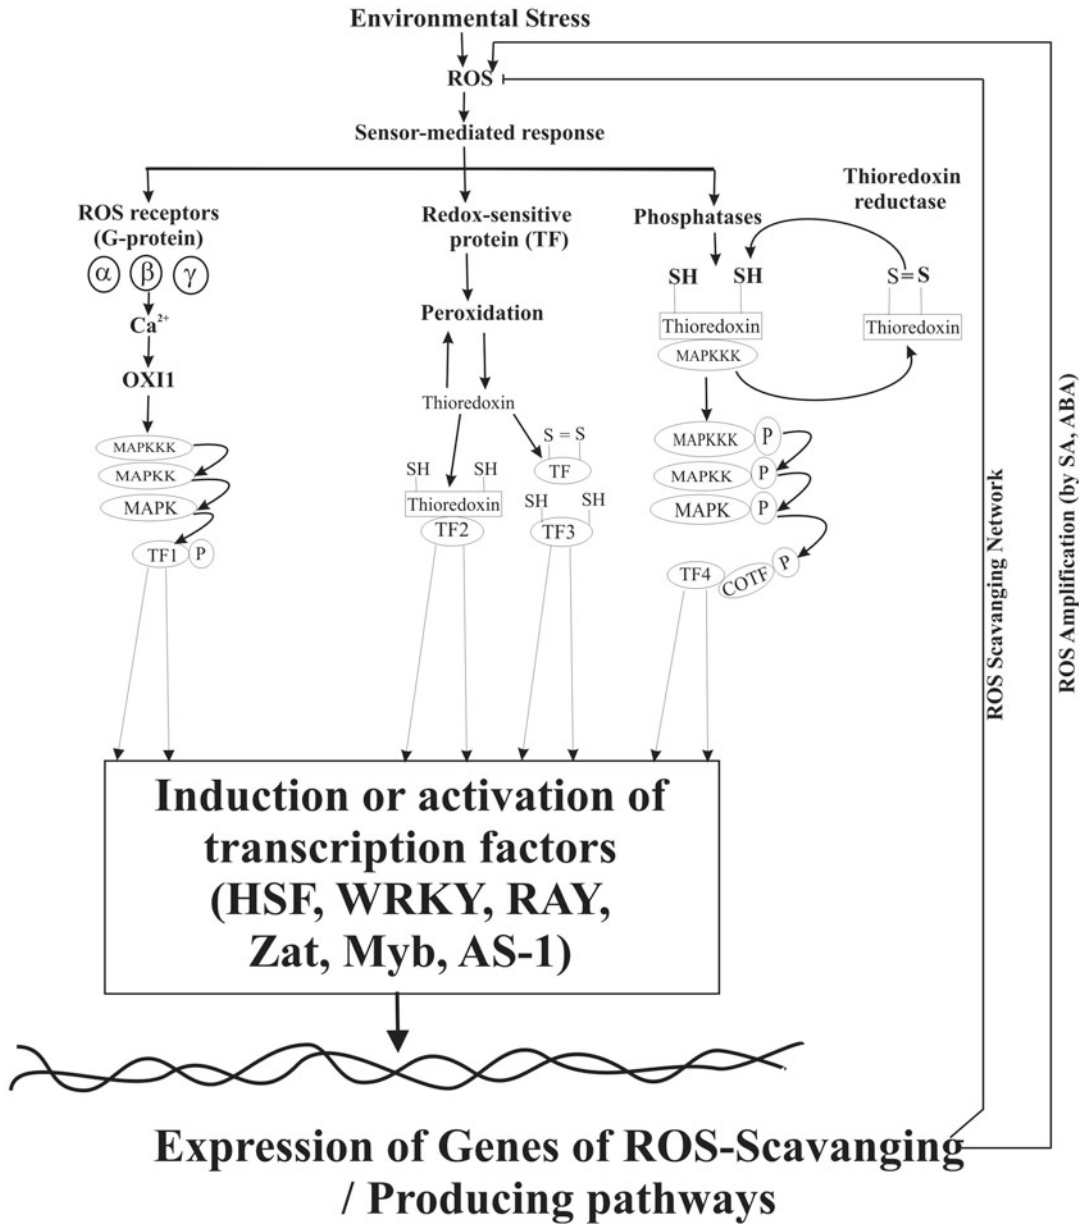 Environmental Stress
ROS
Sensor-mediated response
ROS receptors
(G-protein)
α β γ
Ca²⁺
OXI1
MAPKKK
MAPKK
MAPK
TF1 P
Redox-sensitive
protein (TF)
Peroxidation
Thioredoxin
SH SH
Thioredoxin
TF2
S = S
TF
SH SH
TF3
Phosphatases
SH SH
Thioredoxin
MAPKKK
MAPKKK P
MAPKK P
MAPK P
TF4 COTF P
Thioredoxin
reductase
S=S
Thioredoxin
ROS Scavanging Network
ROS Amplification (by SA, ABA)
Induction or activation of
transcription factors
(HSF, WRKY, RAY,
Zat, Myb, AS-1)
Expression of Genes of ROS-Scavanging
/ Producing pathways